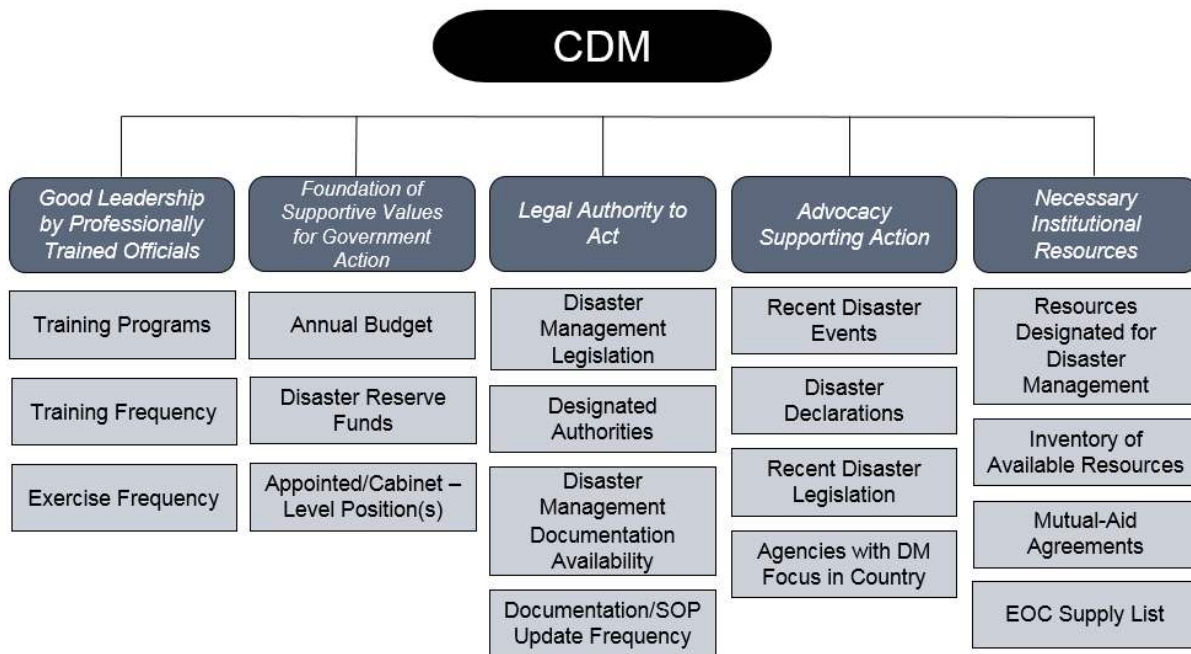 CDM
Good Leadership
by Professionally
Trained Officials
Training Programs
Training Frequency
Exercise Frequency
Foundation of
Supportive Values
for Government
Action
Annual Budget
Disaster Reserve
Funds
Appointed/Cabinet –
Level Position(s)
Legal Authority to
Act
Disaster
Management
Legislation
Designated
Authorities
Disaster
Management
Documentation
Availability
Documentation/SOP
Update Frequency
Advocacy
Supporting Action
Recent Disaster
Events
Disaster
Declarations
Recent Disaster
Legislation
Agencies with DM
Focus in Country
Necessary
Institutional
Resources
Resources
Designated for
Disaster
Management
Inventory of
Available Resources
Mutual-Aid
Agreements
EOC Supply List